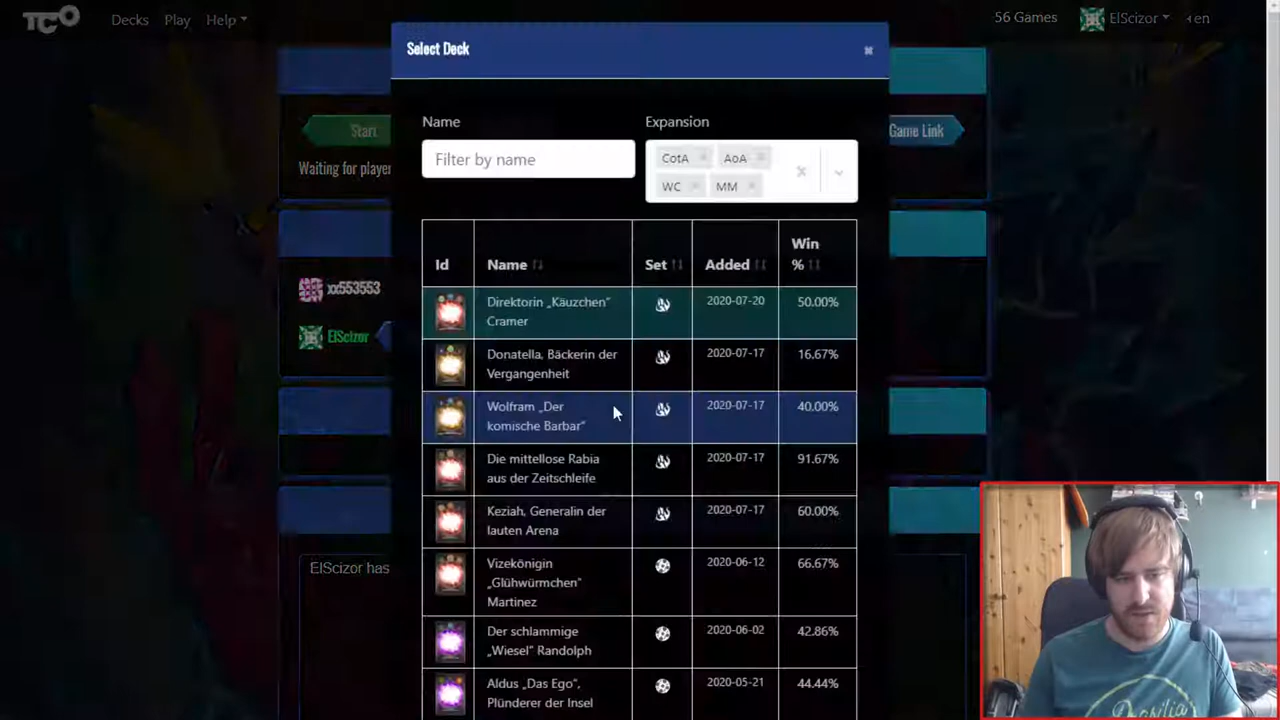 TCO
Decks
Play
Help
56 Games
ElScizor
en
Select Deck
Start
Game Link
Waiting for player
Name
Expansion
Filter by name
CotA
AoA
WC
MM
xx553553
ElScizor
Id
Name
Set
Added
Win
%
Direktorin „Käuzchen“
Cramer
2020-07-20
50.00%
Donatella, Bäckerin der
Vergangenheit
2020-07-17
16.67%
Wolfram „Der
komische Barbar“
2020-07-17
40.00%
Die mittellose Rabia
aus der Zeitschleife
2020-07-17
91.67%
Keziah, Generalin der
lauten Arena
2020-07-17
60.00%
Vizekönigin
„Glühwürmchen“
Martinez
2020-06-12
66.67%
ElScizor has
Der schlammige
„Wiesel“ Randolph
2020-06-02
42.86%
Aldus „Das Ego“,
Plünderer der Insel
2020-05-21
44.44%
Brasilia